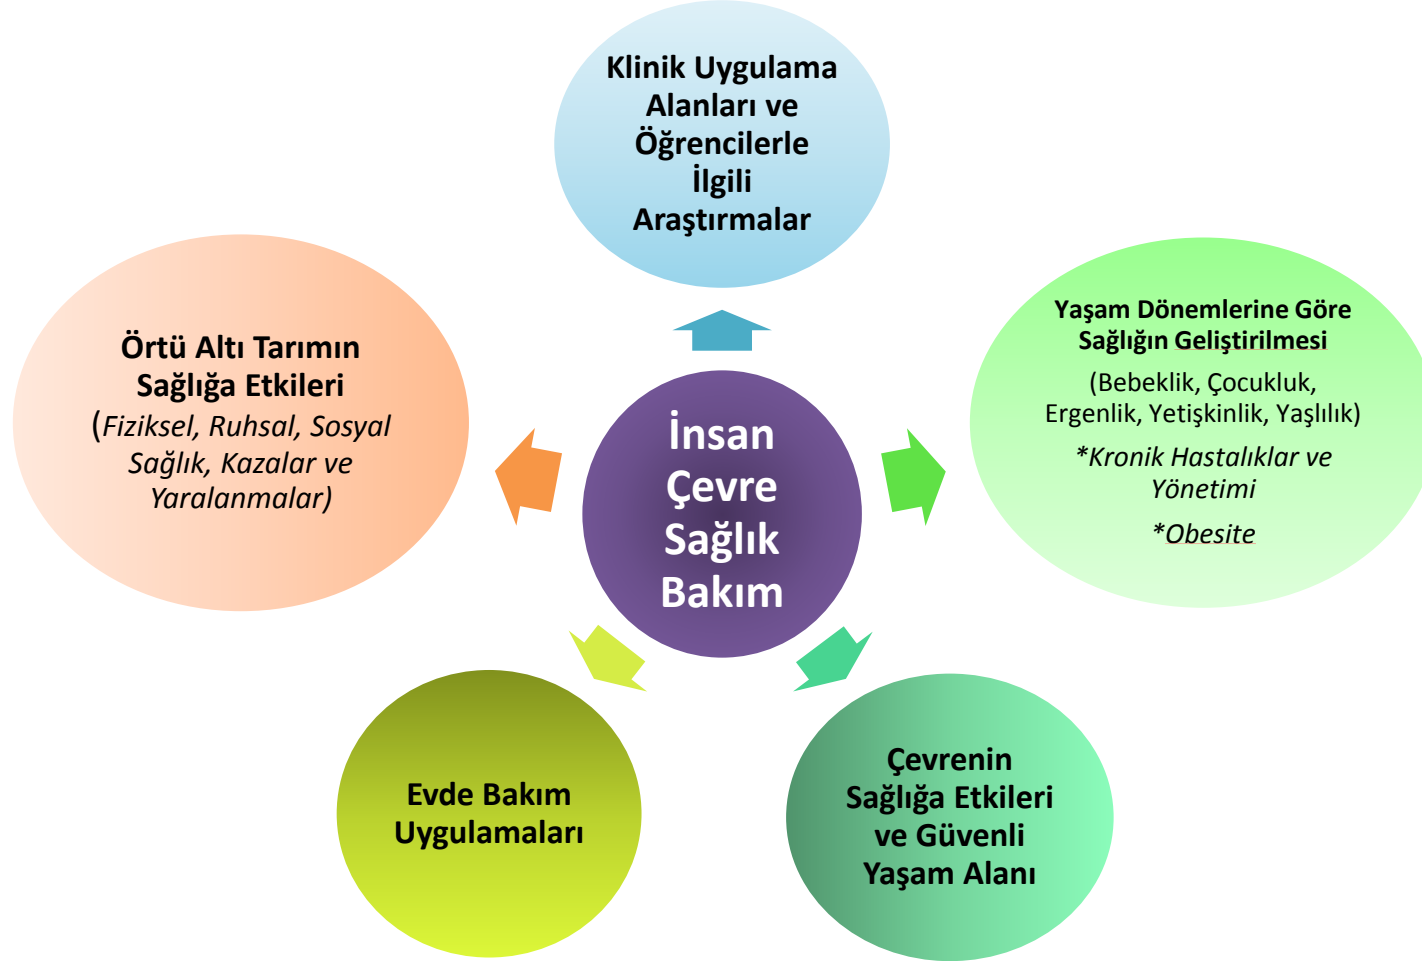 Klinik Uygulama
Alanları ve
Öğrencilerle
İlgili
Araştırmalar
Örtü Altı Tarımın
Sağlığa Etkileri
(Fiziksel, Ruhsal, Sosyal
Sağlık, Kazalar ve
Yaralanmalar)
Yaşam Dönemlerine Göre
Sağlığın Geliştirilmesi
(Bebeklik, Çocukluk,
Ergenlik, Yetişkinlik, Yaşlılık)
*Kronik Hastalıklar ve
Yönetimi
*Obesite
İnsan
Çevre
Sağlık
Bakım
Evde Bakım
Uygulamaları
Çevrenin
Sağlığa Etkileri
ve Güvenli
Yaşam Alanı